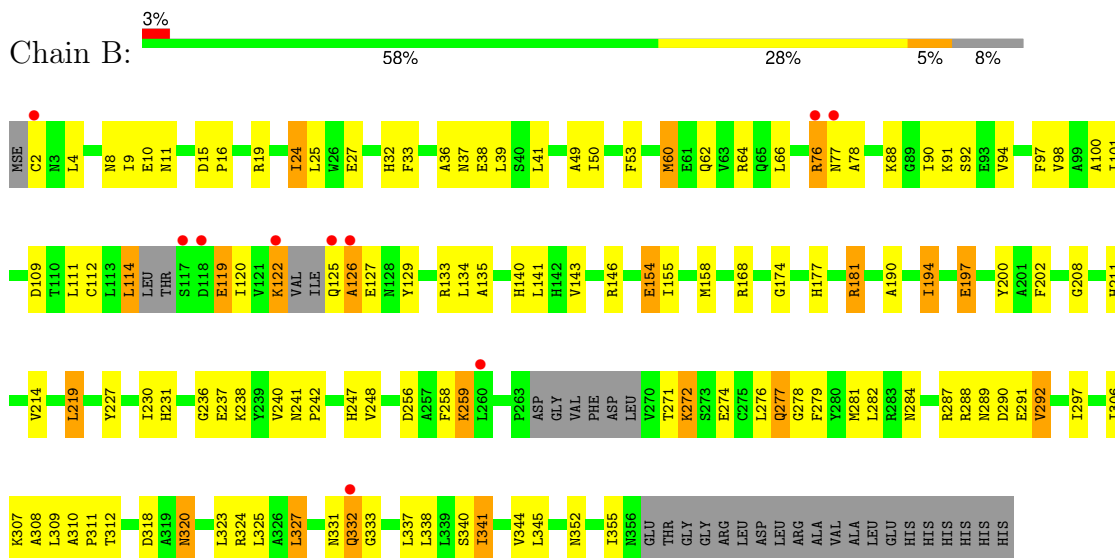 3%
Chain B:
58% 28% 5% 8%
MSE C2 N3 L4 N8 I9 E10 N11 D15 P16 R19 I24 L25 W26 E27 H32 F33 A36 N37 E38 L39 S40 L41 A49 I50 F53 M60 E61 Q62 V63 R64 Q65 L66 R76 N77 A78 K88 G89 I90 K91 S92 E93 V94 F97 V98 A99 A100
D109 T110 L111 C112 L113 L114 LEU THR S117 D118 E119 I120 V121 K122 VAL ILE Q125 A126 E127 N128 Y129 R133 L134 A135 H140 L141 H142 V143 R146 E154 I155 M158 R168 G174 H177 R181 A190 I194 E197 Y200 A201 F202 G208
V214 L219 Y227 I230 H231 G236 E237 K238 Y239 V240 N241 P242 H247 V248 D256 A257 F258 K259 L260 P263 ASP GLY VAL PHE ASP LEU V270 T271 K272 S273 E274 C275 L276 Q277 G278 F279 Y280 M281 L282 R283 N284 R287 R288 N289 D290 E291 V292 I297
K307 A308 L309 A310 P311 T312 D318 A319 N320 L323 R324 L325 A326 L327 N331 Q332 G333 L337 L338 L339 S340 I341 V344 L345 N352 I355 N356 GLU THR GLY GLY ARG LEU ASP LEU ARG ALA VAL ALA LEU GLU HIS HIS HIS HIS HIS HIS